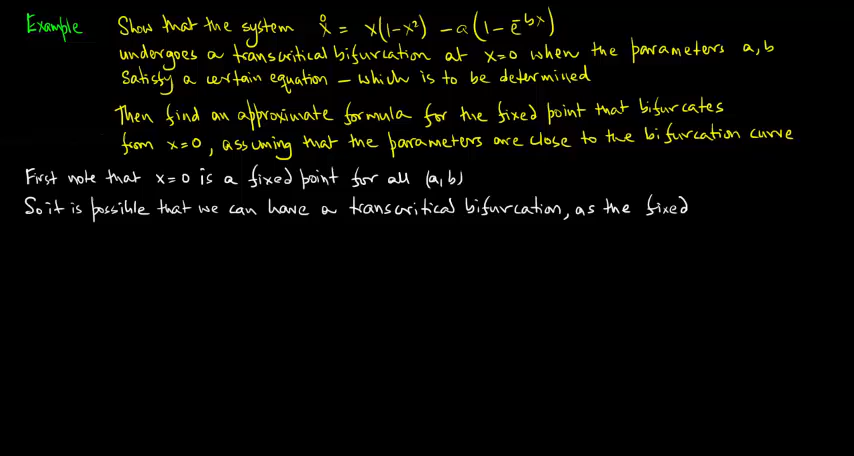 Example Show that the system ẋ = x(1-x²) - a(1 - e^-bx)
undergoes a transcritical bifurcation at x=0 when the parameters a, b
satisfy a certain equation - which is to be determined
Then find an approximate formula for the fixed point that bifurcates
from x=0, assuming that the parameters are close to the bifurcation curve
First note that x=0 is a fixed point for all (a, b)
So it is possible that we can have a transcritical bifurcation, as the fixed